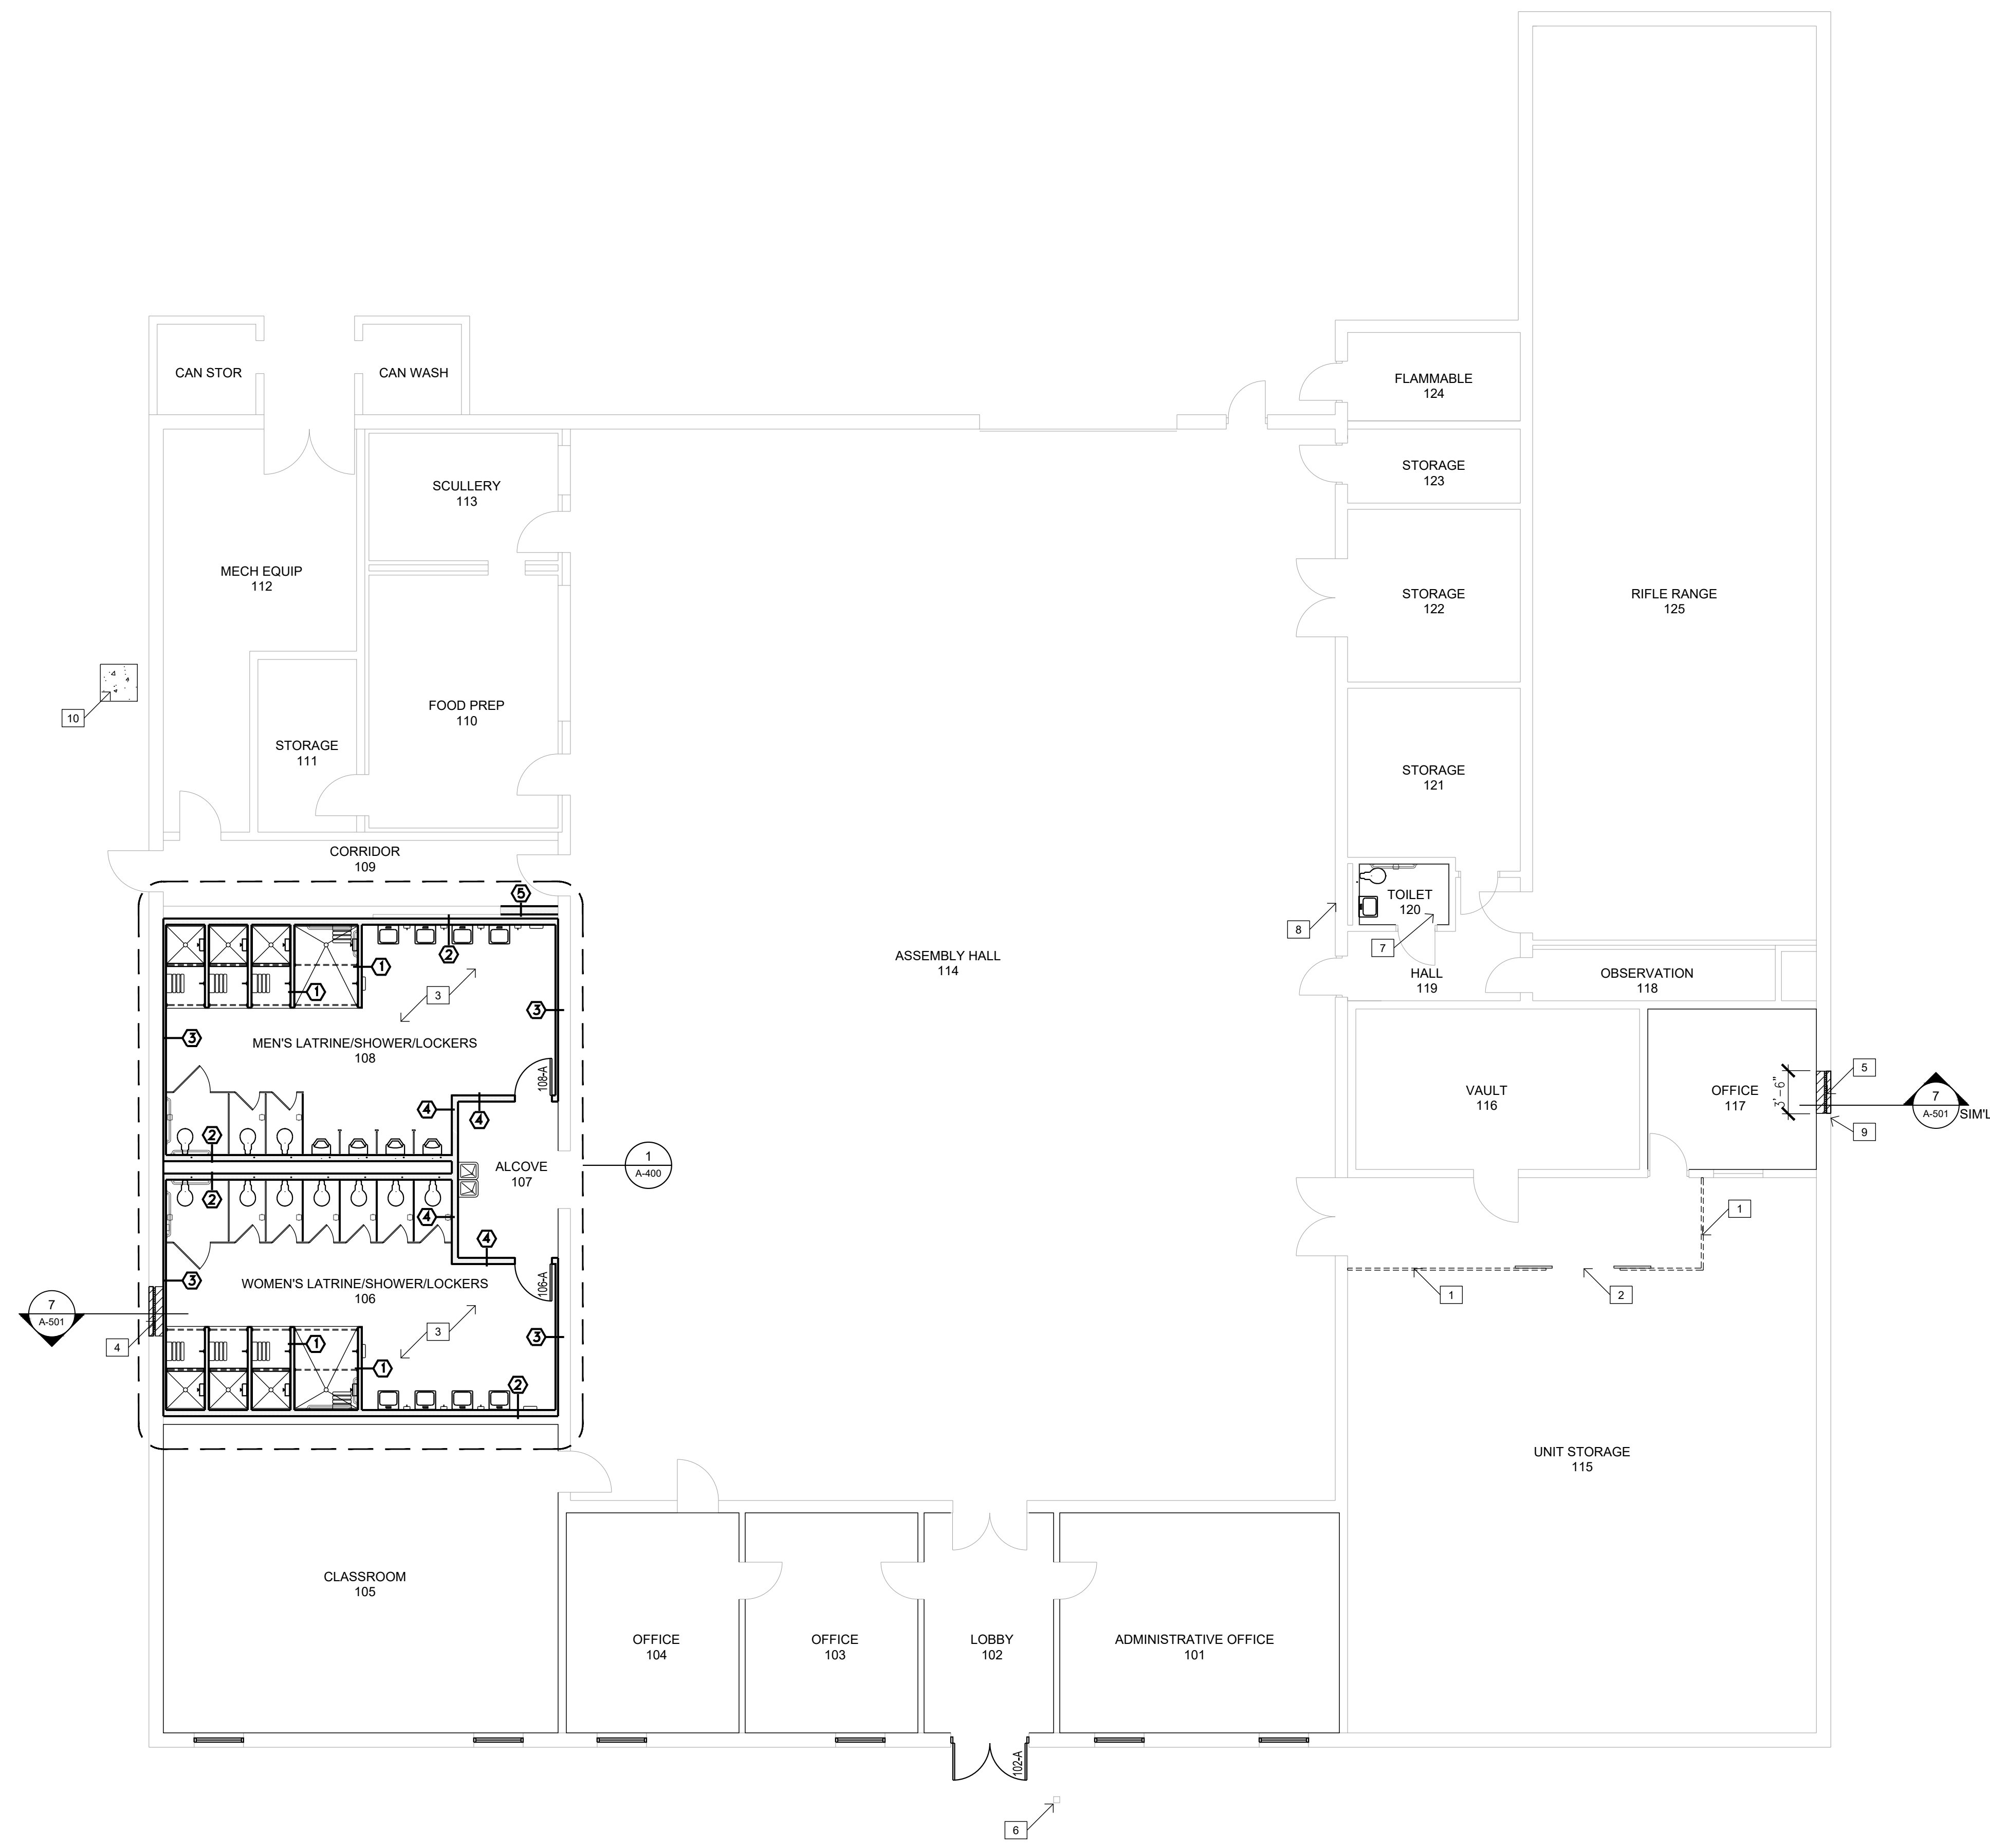 CAN STOR
CAN WASH
FLAMMABLE
124
STORAGE
123
SCULLERY
113
MECH EQUIP
112
STORAGE
122
RIFLE RANGE
125
10
FOOD PREP
110
STORAGE
111
STORAGE
121
CORRIDOR
109
5
TOILET
120
8
7
2
1
3
1
ASSEMBLY HALL
114
HALL
119
OBSERVATION
118
3
3
MEN'S LATRINE/SHOWER/LOCKERS
108
108-A
4
4
VAULT
116
OFFICE
117
3'-6"
5
7
A-501
SIM'L
9
2
ALCOVE
107
1
A-400
2
4
4
1
3
WOMEN'S LATRINE/SHOWER/LOCKERS
106
106-A
1
2
7
A-501
4
3
3
1
1
2
UNIT STORAGE
115
CLASSROOM
105
OFFICE
104
OFFICE
103
LOBBY
102
ADMINISTRATIVE OFFICE
101
102-A
6